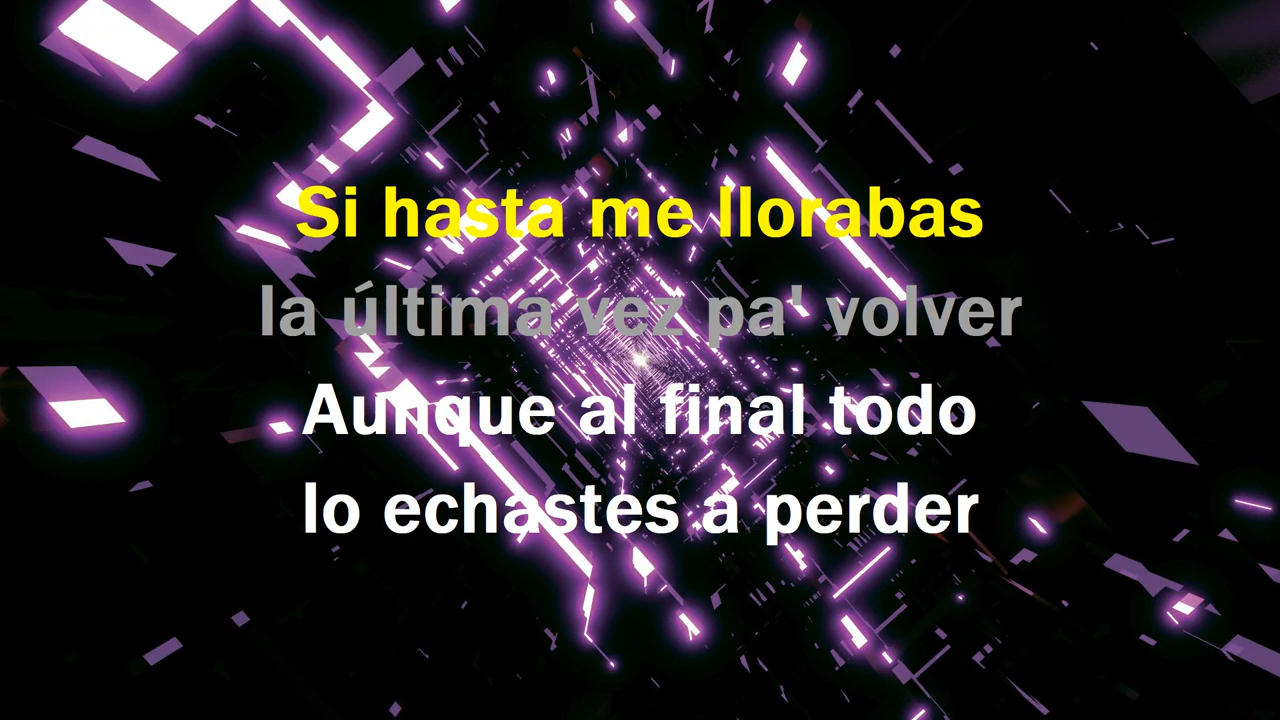 Si hasta me llorabas
la última vez pa' volver
Aunque al final todo
lo echastes a perder